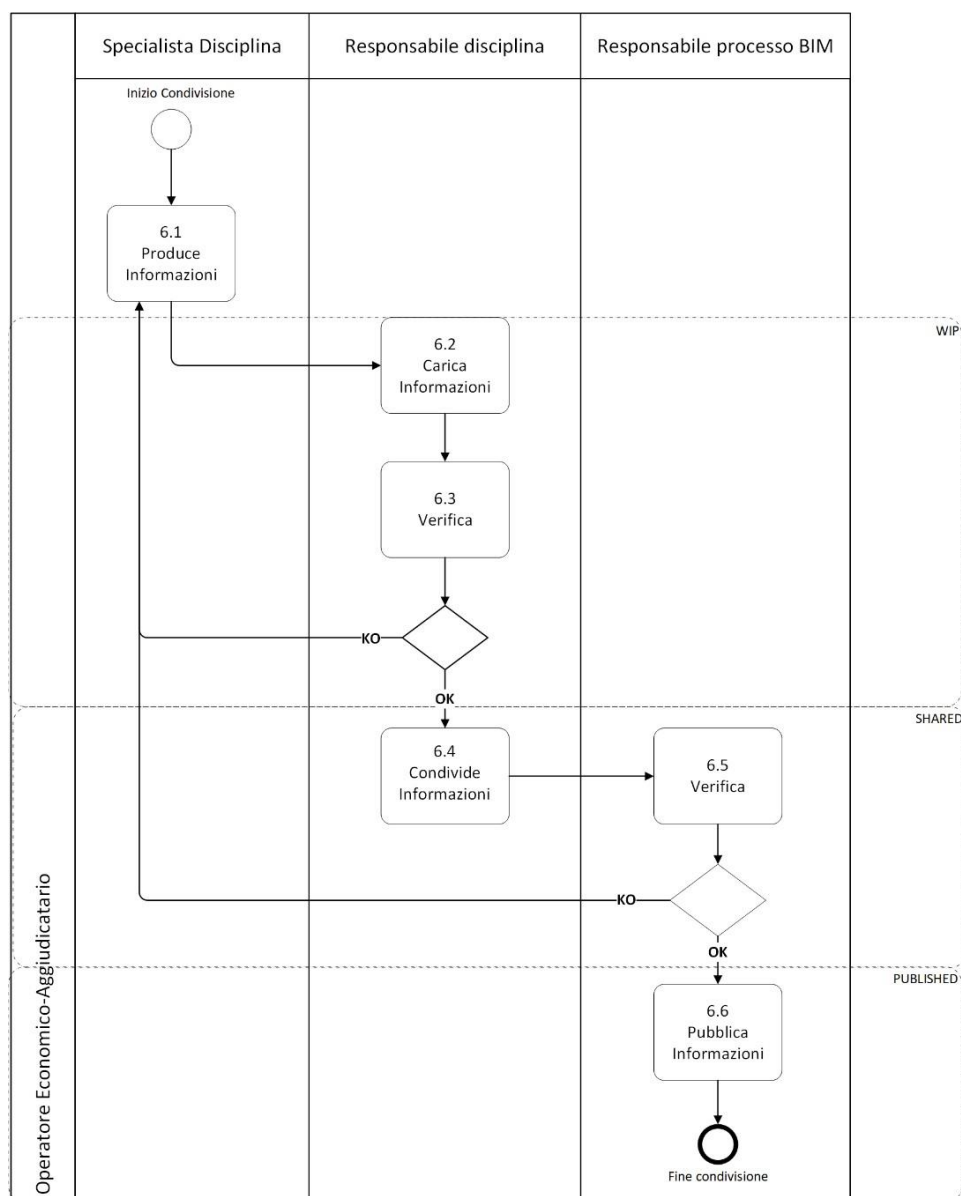 Specialista Disciplina
Responsabile disciplina
Responsabile processo BIM
Inizio Condivisione
6.1
Produce
Informazioni
WIP
6.2
Carica
Informazioni
6.3
Verifica
KO
OK
SHARED
6.4
Condivide
Informazioni
6.5
Verifica
KO
OK
PUBLISHED
6.6
Pubblica
Informazioni
Fine condivisione
Operatore Economico-Aggiudicatario